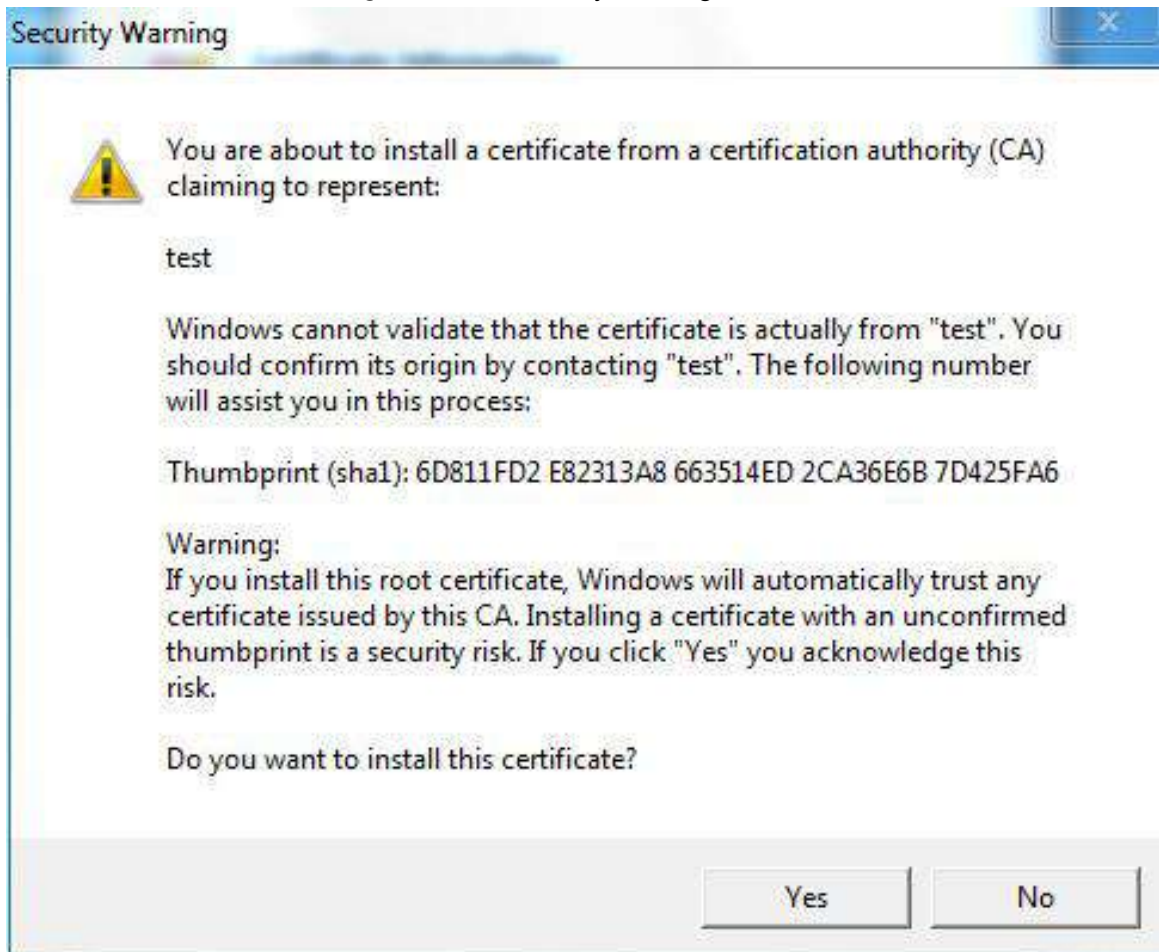 Security Warning
You are about to install a certificate from a certification authority (CA)
claiming to represent:
test
Windows cannot validate that the certificate is actually from "test". You
should confirm its origin by contacting "test". The following number
will assist you in this process:
Thumbprint (sha1): 6D811FD2 E82313A8 663514ED 2CA36E6B 7D425FA6
Warning:
If you install this root certificate, Windows will automatically trust any
certificate issued by this CA. Installing a certificate with an unconfirmed
thumbprint is a security risk. If you click "Yes" you acknowledge this
risk.
Do you want to install this certificate?
Yes No